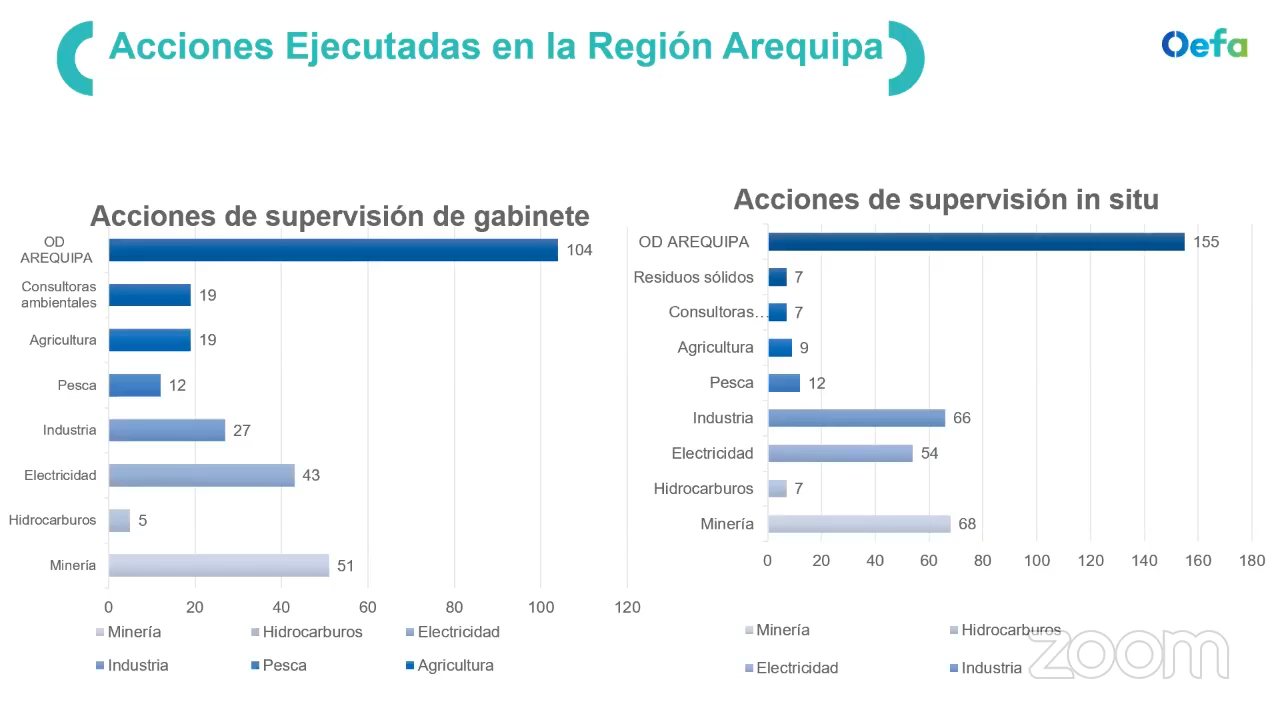 Acciones Ejecutadas en la Región Arequipa
Oefa
Acciones de supervisión de gabinete
OD
AREQUIPA
104
Consultoras
ambientales
19
Agricultura
19
Pesca
12
Industria
27
Electricidad
43
Hidrocarburos
5
Minería
51
0 20 40 60 80 100 120
Minería Hidrocarburos Electricidad
Industria Pesca Agricultura
Acciones de supervisión in situ
OD AREQUIPA 155
Residuos sólidos 7
Consultoras… 7
Agricultura 9
Pesca 12
Industria 66
Electricidad 54
Hidrocarburos 7
Minería 68
0 20 40 60 80 100 120 140 160 180
Minería Hidrocarburos
Electricidad Industria
zoom